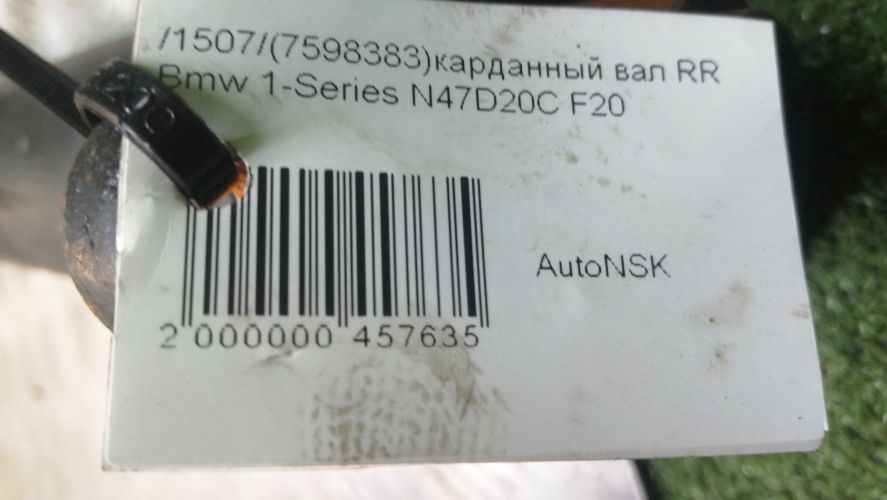 /1507/(7598383)карданный вал RR
Bmw 1-Series N47D20C F20
AutoNSK
2 000000 457635